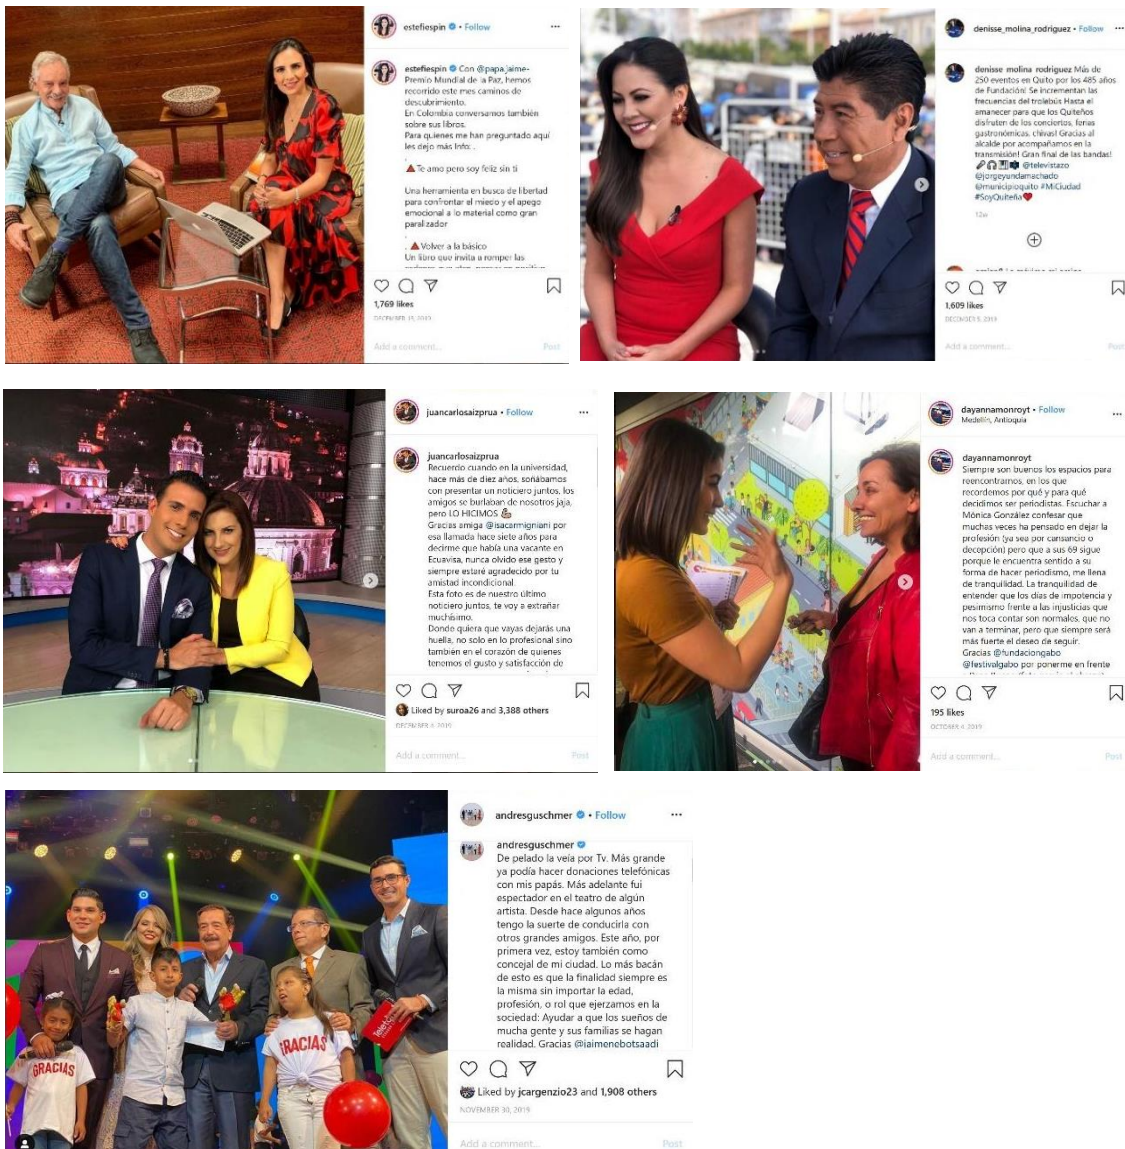 estefiespin • Follow
estefiespin Con @papa.jaime-
Premio Mundial de la Paz, hemos
recorrido este mes caminos de
descubrimiento.
En Colombia conversamos también
sobre sus libros.
Para quienes me han preguntado aquí
les dejo más Info: .
.
Te amo pero soy feliz sin ti
Una herramienta en busca de libertad
para confrontar el miedo y el apego
emocional a lo material como gran
paralizador
.
. Volver a la básico
Un libro que invita a romper las
1,769 likes
DECEMBER 2019
Add a comment...
Post
denisse_molina_rodriguez • Follow
denisse_molina_rodriguez Más de
250 eventos en Quito por los 485 años
de Fundación! Se incrementan las
frecuencias del trolebús Hasta el
amanecer para que los Quiteños
disfruten de los conciertos, ferias
gastronómicas, chivas! Gracias al
alcalde por acompañarnos en la
transmisión! Gran final de las bandas!
@televistazo
@jorgeyundamachado
@municipioquito #MiCiudad
#SoyQuiteña
1,609 likes
DECEMBER 2019
Add a comment...
Post
juancarlosaizprua • Follow
juancarlosaizprua
Recuerdo cuando en la universidad,
hace más de diez años, soñábamos
con presentar un noticiero juntos, los
amigos se burlaban de nosotros jaja,
pero LO HICIMOS
Gracias amiga @isacarmigniani por
esa llamada hace siete años para
decirme que había una vacante en
Ecuavisa, nunca olvido ese gesto y
siempre estaré agradecido por tu
amistad incondicional.
Esta foto es de nuestro último
noticiero juntos, te voy a extrañar
muchísimo.
Donde quiera que vayas dejarás una
huella, no solo en lo profesional sino
también en el corazón de quienes
tenemos el gusto y satisfacción de
Liked by suroa26 and 3,388 others
DECEMBER 4, 2019
Add a comment...
Post
dayannamonroyt • Follow
Medellín, Antioquia
dayannamonroyt
Siempre son buenos los espacios para
reencontrarnos, en los que
recordemos por qué y para qué
decidimos ser periodistas. Escuchar a
Mónica González confesar que
muchas veces ha pensado en dejar la
profesión (ya sea por cansancio o
decepción) pero que a sus 69 sigue
porque le encuentra sentido a su
forma de hacer periodismo, me llena
de tranquilidad. La tranquilidad de
entender que los días de impotencia y
pesimismo frente a las injusticias que
nos toca contar son normales, que no
van a terminar, pero que siempre será
más fuerte el deseo de seguir.
Gracias @fundaciongabo
@festivalgabo por ponerme en frente
195 likes
OCTOBER 4, 2019
Add a comment...
Post
andresguschmer • Follow
andresguschmer
De pelado la veía por Tv. Más grande
ya podía hacer donaciones telefónicas
con mis papás. Más adelante fui
espectador en el teatro de algún
artista. Desde hace algunos años
tengo la suerte de conducirla con
otros grandes amigos. Este año, por
primera vez, estoy también como
concejal de mi ciudad. Lo más bacán
de esto es que la finalidad siempre es
la misma sin importar la edad,
profesión, o rol que ejerzamos en la
sociedad: Ayudar a que los sueños de
mucha gente y sus familias se hagan
realidad. Gracias @jaimenebotsaadi
Liked by jcargenzio23 and 1,908 others
NOVEMBER 30, 2019
Add a comment...
Post
GRACIAS
GRACIAS